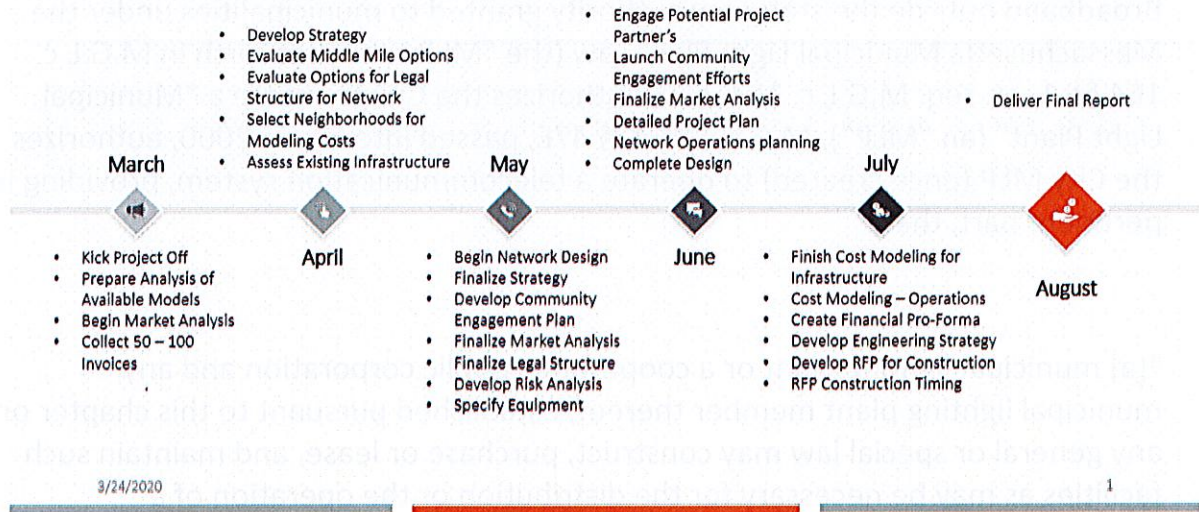 March
• Kick Project Off
• Prepare Analysis of
Available Models
• Begin Market Analysis
• Collect 50 – 100
Invoices
• Develop Strategy
• Evaluate Middle Mile Options
• Evaluate Options for Legal
Structure for Network
• Select Neighborhoods for
Modeling Costs
• Assess Existing Infrastructure
April
May
• Begin Network Design
• Finalize Strategy
• Develop Community
Engagement Plan
• Finalize Market Analysis
• Finalize Legal Structure
• Develop Risk Analysis
• Specify Equipment
• Engage Potential Project
Partner's
• Launch Community
Engagement Efforts
• Finalize Market Analysis
• Detailed Project Plan
• Network Operations planning
• Complete Design
June
July
• Finish Cost Modeling for
Infrastructure
• Cost Modeling – Operations
• Create Financial Pro-Forma
• Develop Engineering Strategy
• Develop RFP for Construction
• RFP Construction Timing
• Deliver Final Report
August
3/24/2020
1